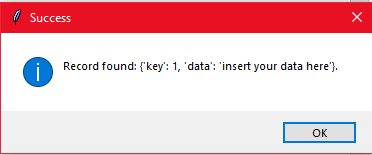 Success
Record found: {'key': 1, 'data': 'insert your data here'}.
OK